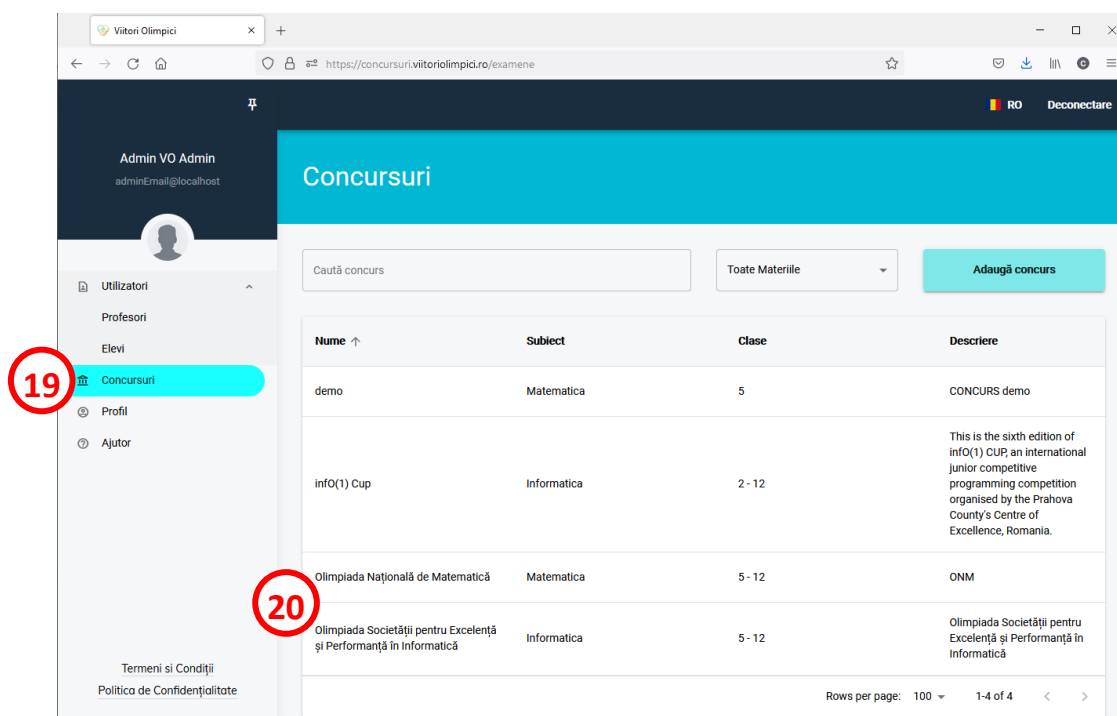 Viitori Olimpici
https://concursuri.viitoriolimpici.ro/examene
RO Deconectare
Admin VO Admin
adminEmail@localhost
Concursuri
Caută concurs
Toate Materiile
Adaugă concurs
Utilizatori
Profesori
Elevi
19
Concursuri
Profil
Ajutor
Nume Subiect Clase Descriere
demo Matematica 5 CONCURS demo
This is the sixth edition of
infO(1) CUP, an international
junior competitive
infO(1) Cup Informatica 2 - 12 programming competition
organised by the Prahova
County's Centre of
Excellence, Romania.
Olimpiada Națională de Matematică Matematica 5 - 12 ONM
20
Olimpiada Societății pentru Excelență
și Performanță în Informatică
Informatica
5 - 12
Olimpiada Societății pentru
Excelență și Performanță în
Informatică
Termeni si Condiții
Politica de Confidențialitate
Rows per page: 100 1-4 of 4